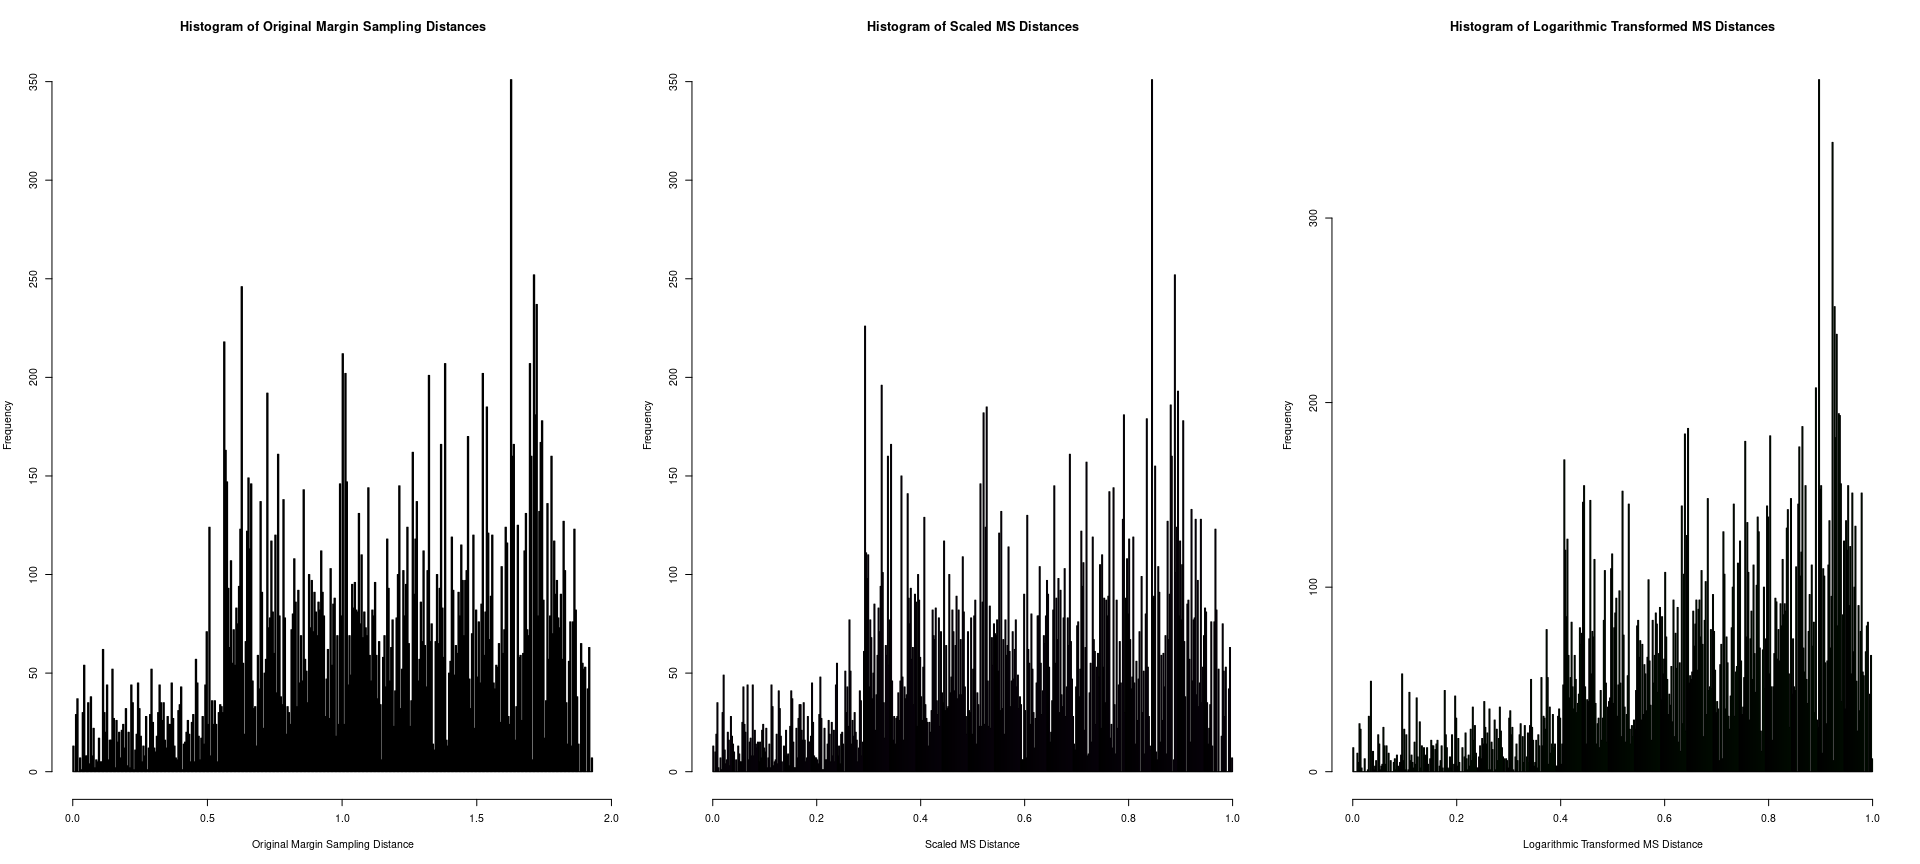 Histogram of Original Margin Sampling Distances
Frequency
350
300
250
200
150
100
50
0
0.0 0.5 1.0 1.5 2.0
Original Margin Sampling Distance
Histogram of Scaled MS Distances
Frequency
350
300
250
200
150
100
50
0
0.0 0.2 0.4 0.6 0.8 1.0
Scaled MS Distance
Histogram of Logarithmic Transformed MS Distances
Frequency
300
200
100
0
0.0 0.2 0.4 0.6 0.8 1.0
Logarithmic Transformed MS Distance